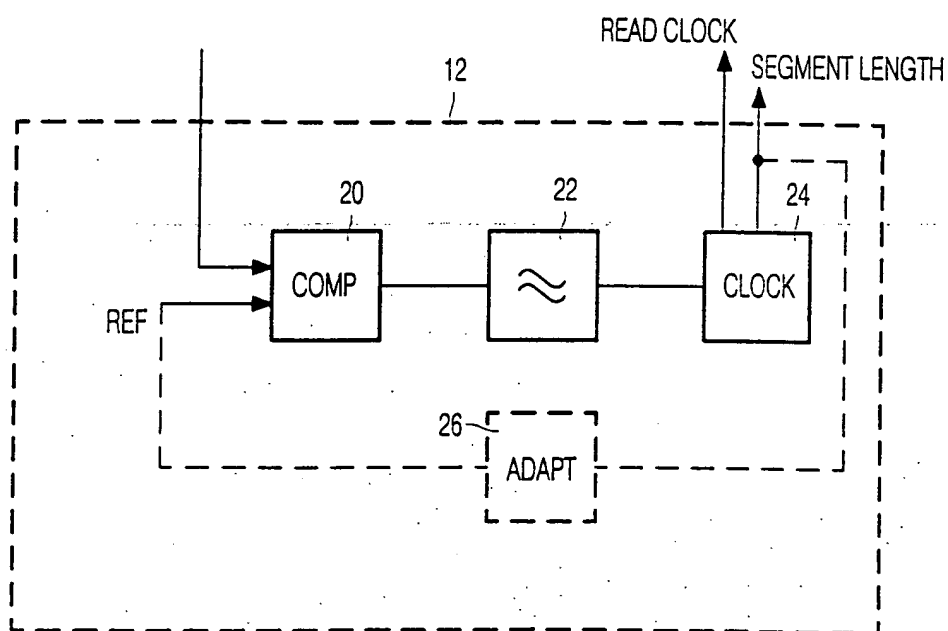 READ CLOCK
SEGMENT LENGTH
12
20
22
24
COMP
CLOCK
REF
26
ADAPT